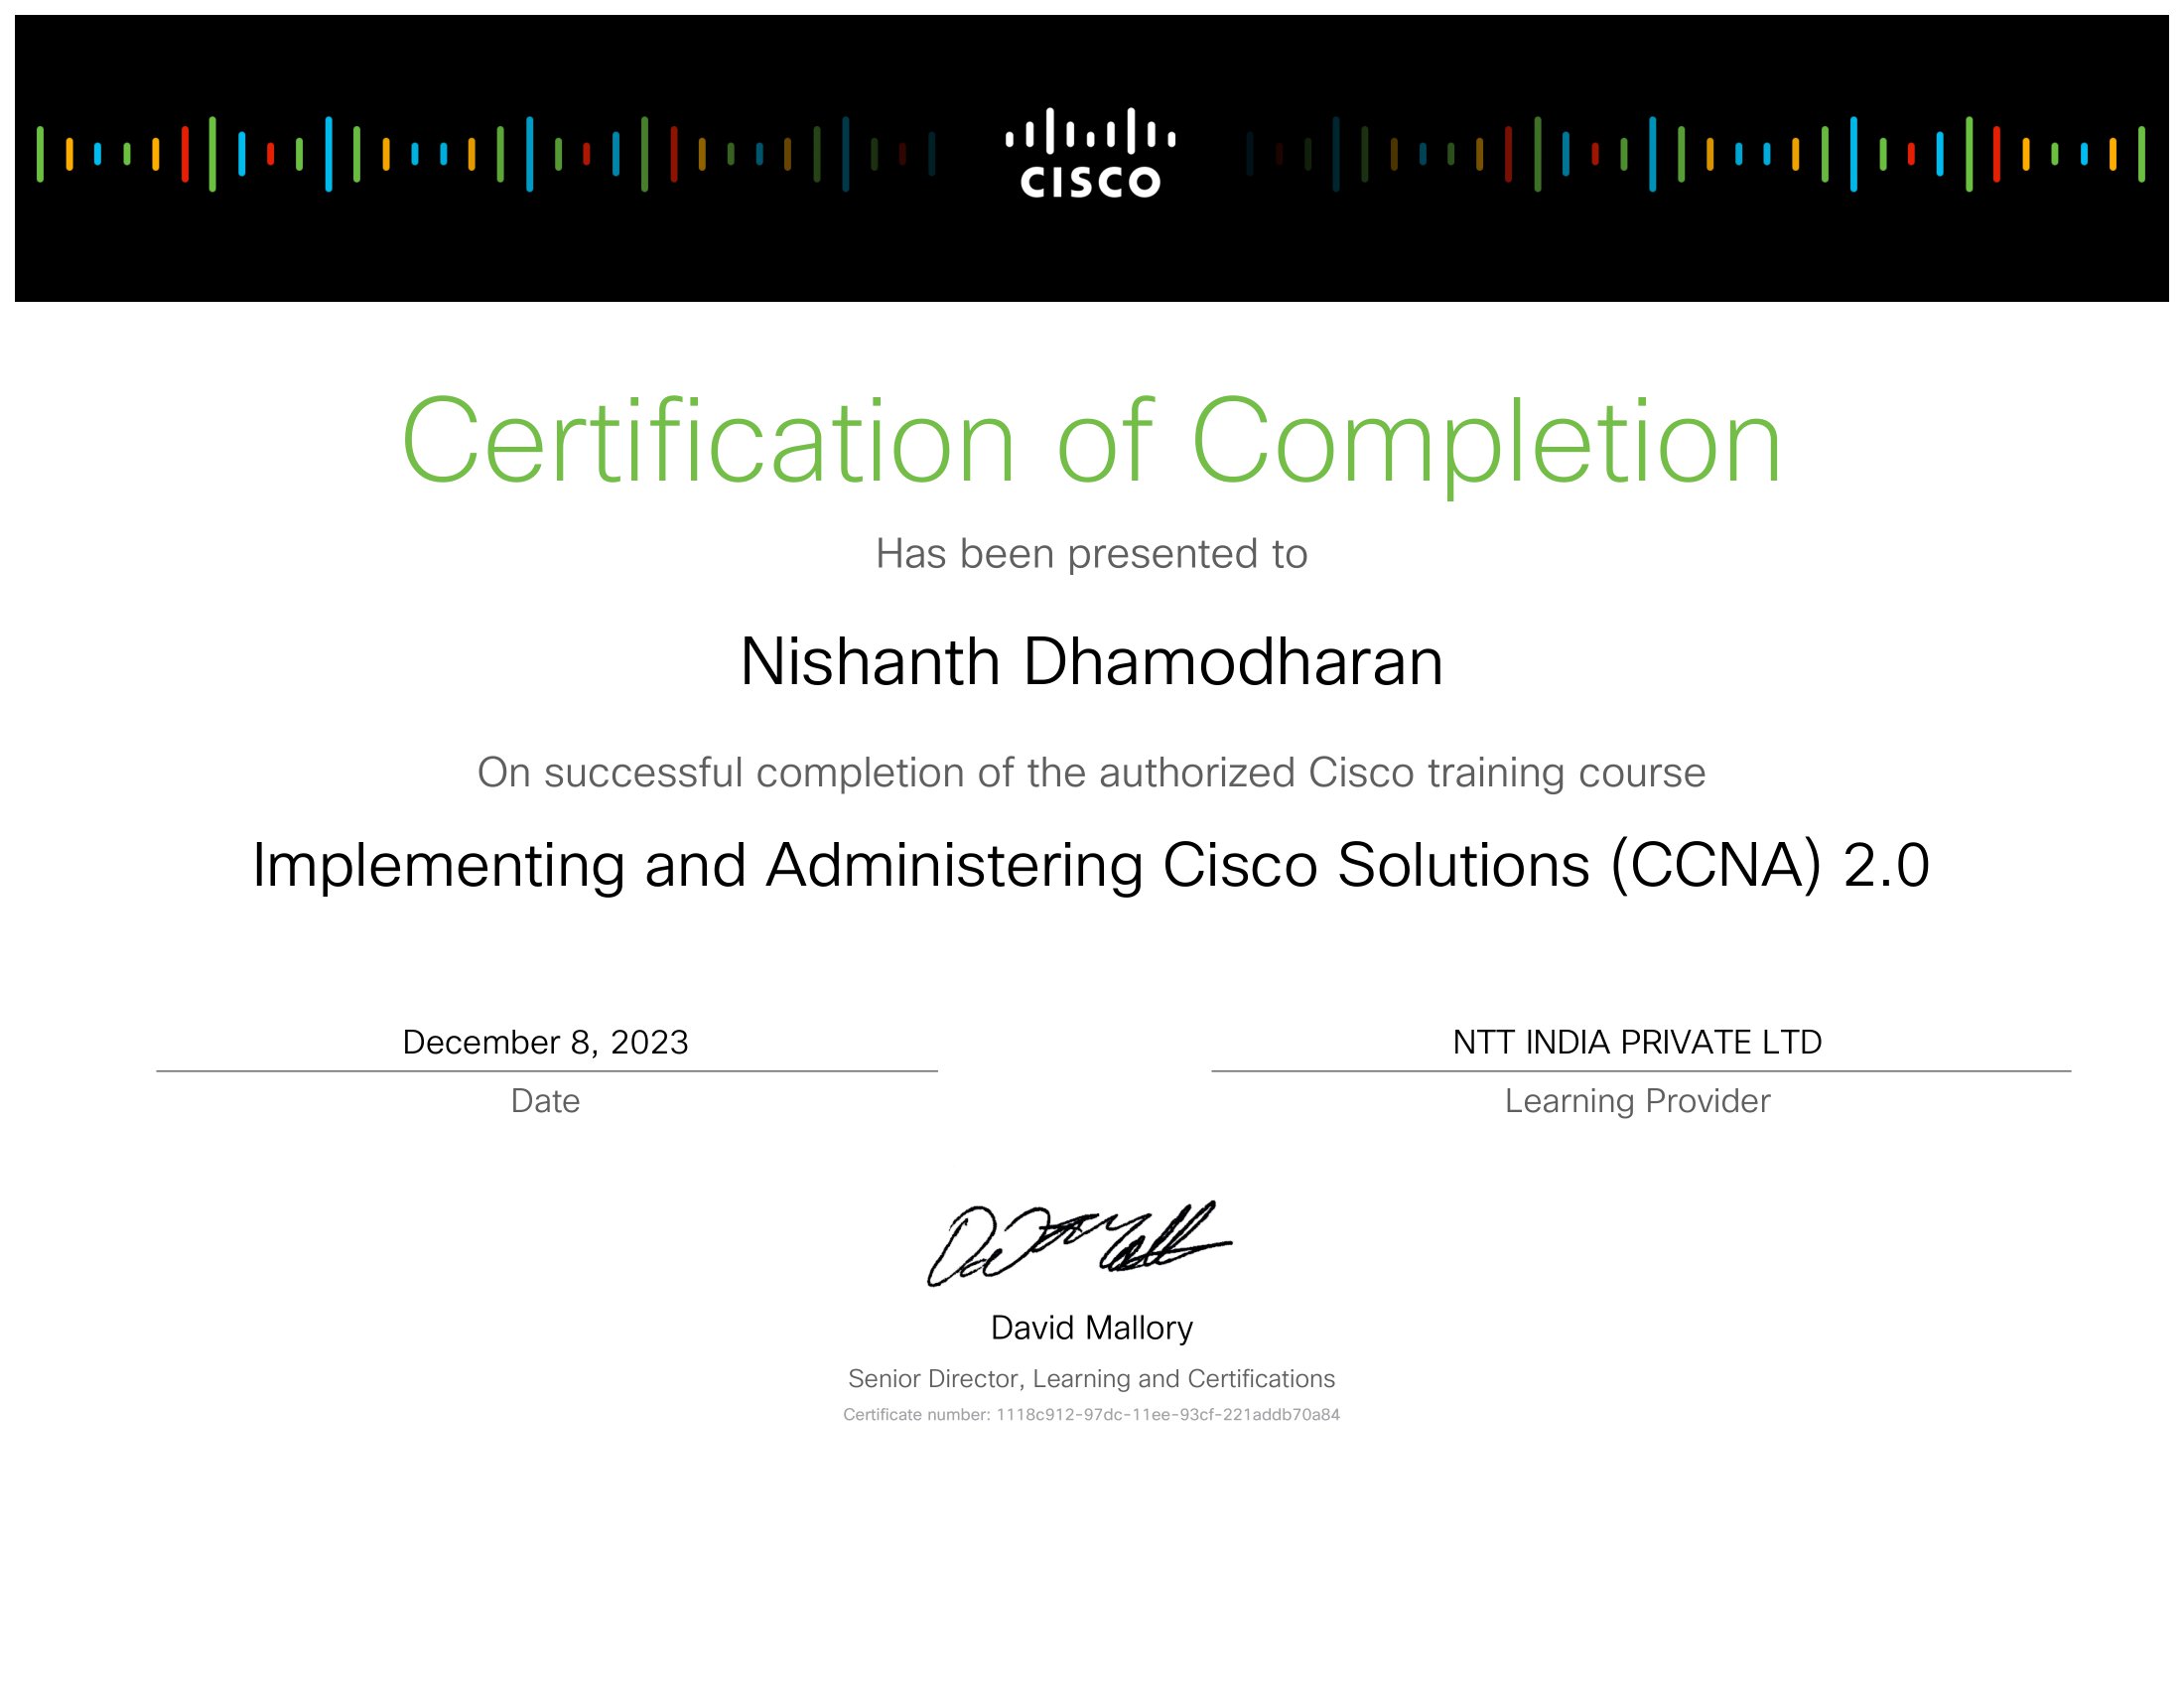 CISCO
Certification of Completion
Has been presented to
Nishanth Dhamodharan
On successful completion of the authorized Cisco training course
Implementing and Administering Cisco Solutions (CCNA) 2.0
December 8, 2023
Date
NTT INDIA PRIVATE LTD
Learning Provider
David Mallory
Senior Director, Learning and Certifications
Certificate number: 1118c912-97dc-11ee-93cf-221addb70a84